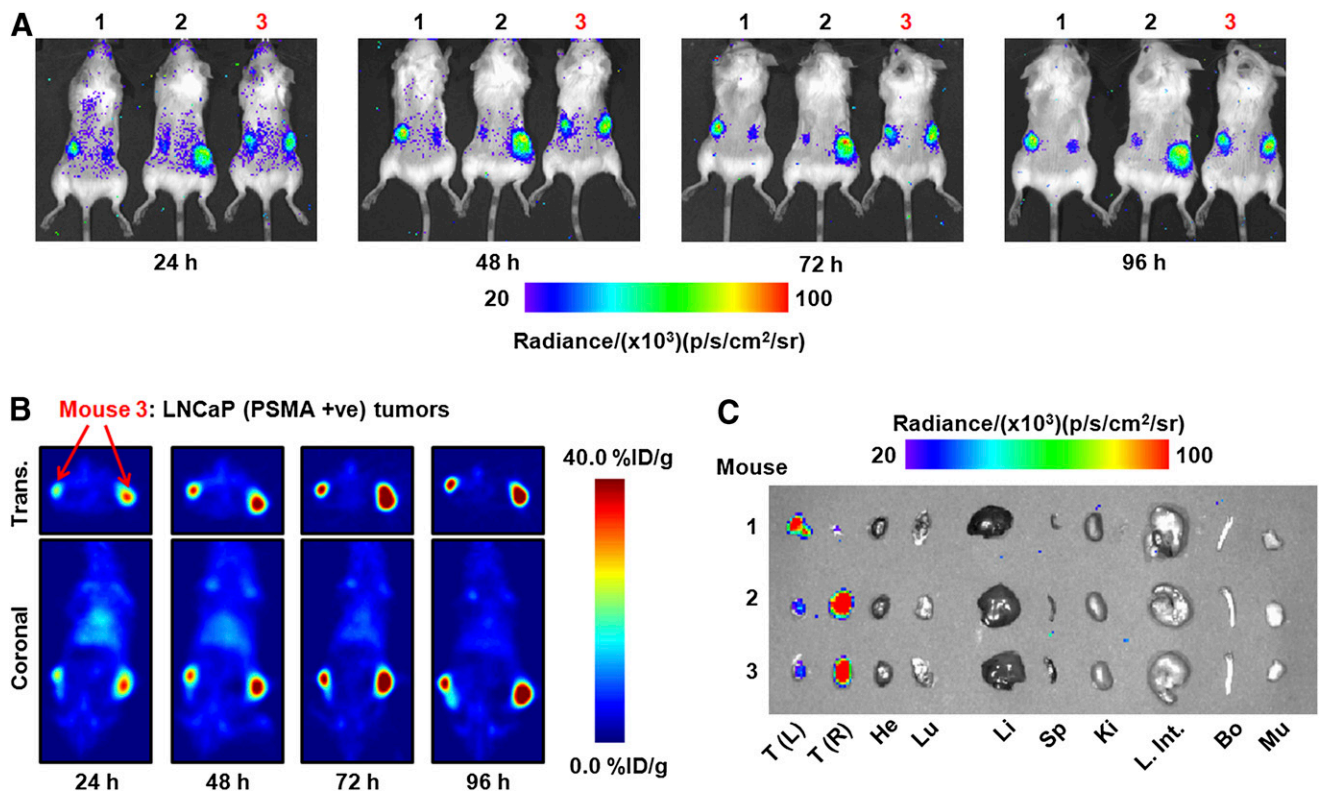 A
1 2 3
1 2 3
1 2 3
1 2 3
24 h
48 h
72 h
96 h
20
100
Radiance/(x10³)(p/s/cm²/sr)
B
Mouse 3: LNCaP (PSMA +ve) tumors
Trans.
Coronal
40.0 %ID/g
0.0 %ID/g
24 h
48 h
72 h
96 h
C
Radiance/(x10³)(p/s/cm²/sr)
20
100
Mouse
1
2
3
T (L)
T (R)
He
Lu
Li
Sp
Ki
L. Int.
Bo
Mu